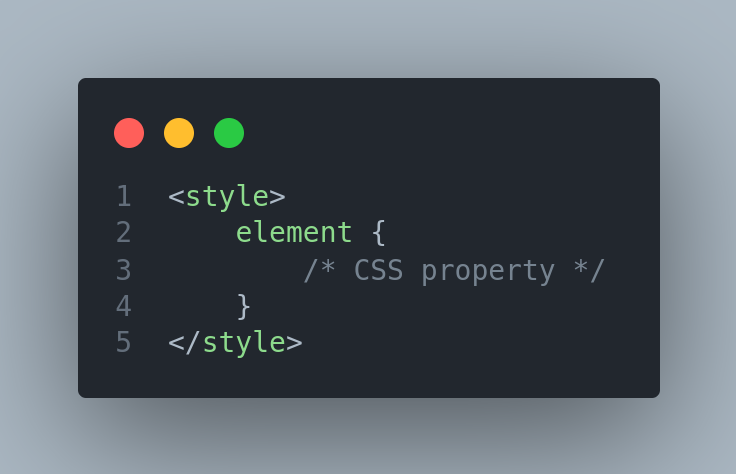 1 <style>
2     element {
3         /* CSS property */
4     }
5 </style>